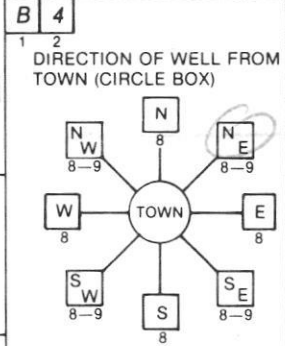 B 4
1 2
DIRECTION OF WELL FROM
TOWN (CIRCLE BOX)
N
8
N W
8—9
N E
8—9
W
8
TOWN
E
8
S W
8—9
S E
8—9
S
8